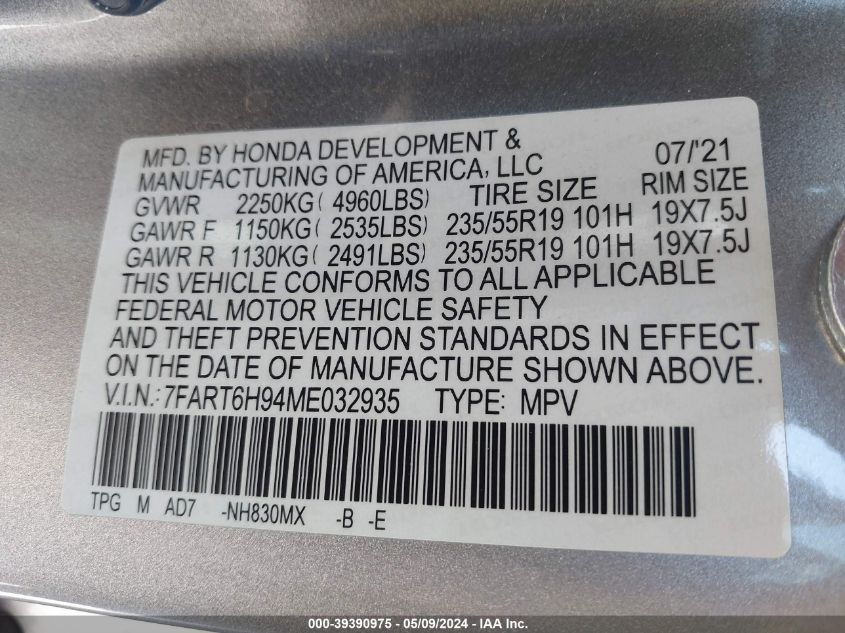 MFD. BY HONDA DEVELOPMENT &
MANUFACTURING OF AMERICA, LLC 07/'21
GVWR 2250KG( 4960LBS) TIRE SIZE RIM SIZE
GAWR F 1150KG( 2535LBS) 235/55R19 101H 19X7.5J
GAWR R 1130KG( 2491LBS) 235/55R19 101H 19X7.5J
THIS VEHICLE CONFORMS TO ALL APPLICABLE
FEDERAL MOTOR VEHICLE SAFETY
AND THEFT PREVENTION STANDARDS IN EFFECT
ON THE DATE OF MANUFACTURE SHOWN ABOVE.
V.I.N.:7FART6H94ME032935 TYPE: MPV
TPG M AD7 -NH830MX -B -E
000-39390975 - 05/09/2024 - IAA Inc.